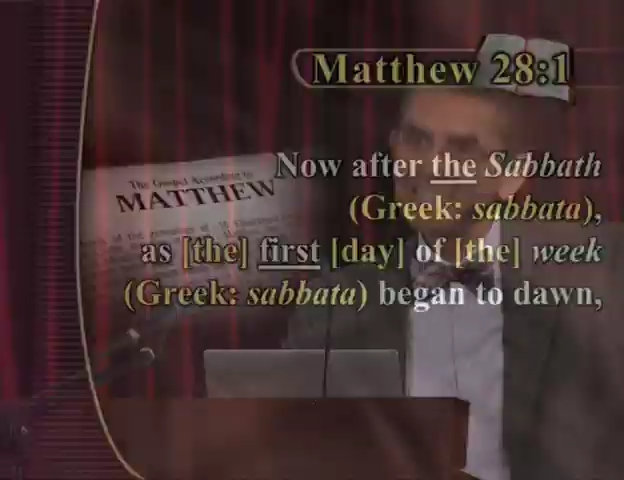 Matthew 28:1
Now after the Sabbath
(Greek: sabbata),
as [the] first [day] of [the] week
(Greek: sabbata) began to dawn,
The Gospel According to
MATTHEW